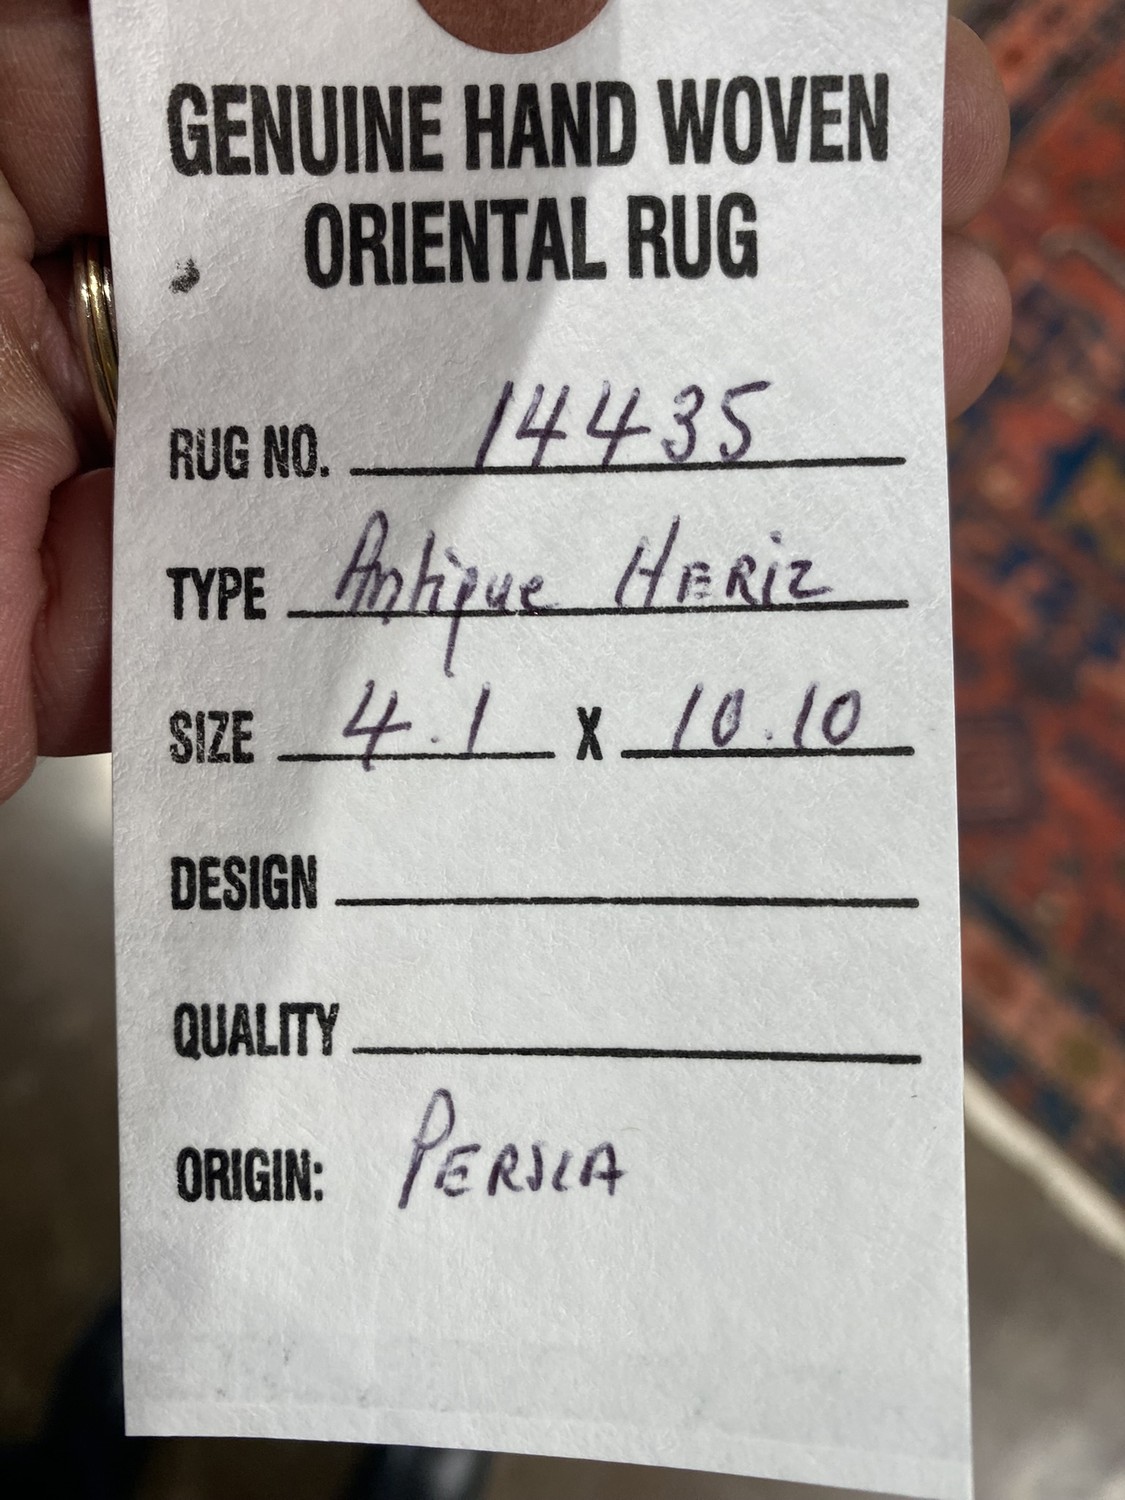 GENUINE HAND WOVEN
ORIENTAL RUG
RUG NO. 14435
TYPE Antique HERiZ
SIZE 4.1 X 10.10
DESIGN
QUALITY
ORIGIN: PERSIA